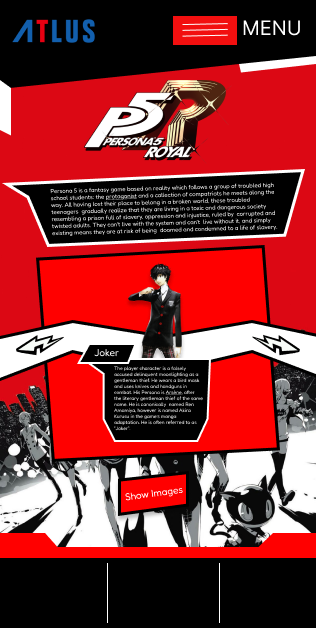 ATLUS
MENU
P5R
PERSONA5
ROYAL
Persona 5 is a fantasy game based on reality which follows a group of troubled high
school students: the protagonist and a collection of compatriots he meets along the
way. All having lost their place to belong in a broken world, these troubled
teenagers gradually realize that they are living in a toxic and dangerous society
resembling a prison full of slavery, oppression and injustice, ruled by corrupted and
twisted adults. They can't live with the system and can't live without it, and simply
existing means they are at risk of being doomed and condemned to a life of slavery.
Joker
The player character is a falsely
accused delinquent moonlighting as a
gentleman thief. He wears a bird mask
and uses knives and handguns in
combat. His Persona is Arsène, after
the literary gentleman thief of the same
name. He is canonically named Ren
Amamiya, however is named Akira
Kurusu in the game's manga
adaptation. He is often referred to as
"Joker".
Show Images